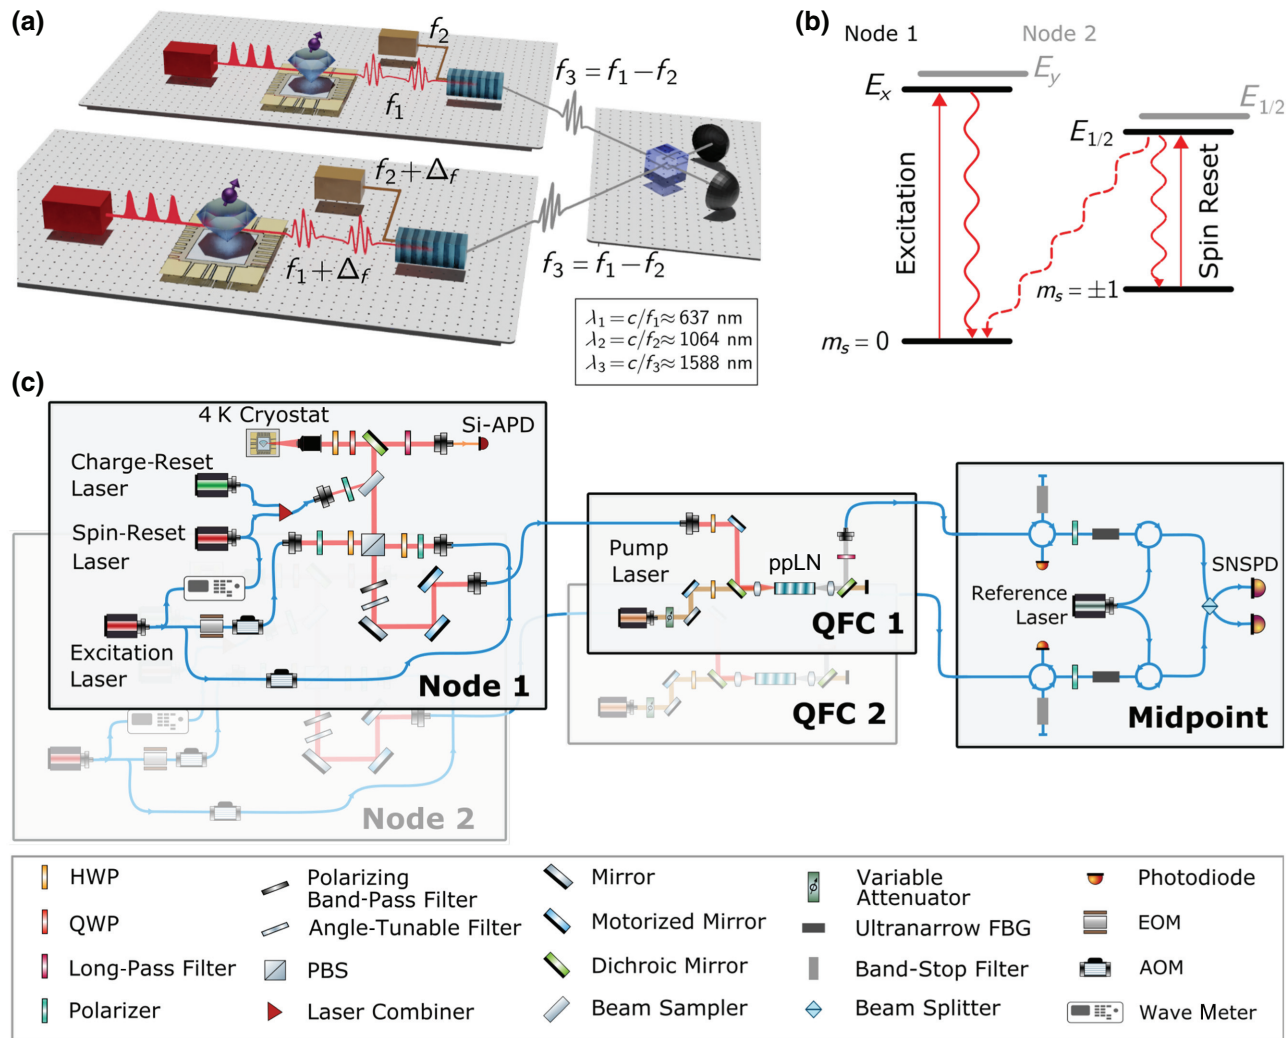 (a)
f₂
f₁
f₃ = f₁ − f₂
f₂ + Δf
f₁ + Δf
f₃ = f₁ − f₂
λ₁ = c/f₁ ≈ 637 nm
λ₂ = c/f₂ ≈ 1064 nm
λ₃ = c/f₃ ≈ 1588 nm
(b)
Node 1
Node 2
Ey
Ex
E1/2
E1/2
Excitation
Spin Reset
ms = ±1
ms = 0
(c)
4 K Cryostat
Si-APD
Charge-Reset
Laser
Spin-Reset
Laser
Excitation
Laser
Node 1
Node 2
Pump
Laser
ppLN
QFC 1
QFC 2
Reference
Laser
SNSPD
Midpoint
HWP
QWP
Long-Pass Filter
Polarizer
Polarizing
Band-Pass Filter
Angle-Tunable Filter
PBS
Laser Combiner
Mirror
Motorized Mirror
Dichroic Mirror
Beam Sampler
Variable
Attenuator
Ultranarrow FBG
Band-Stop Filter
Beam Splitter
Photodiode
EOM
AOM
Wave Meter